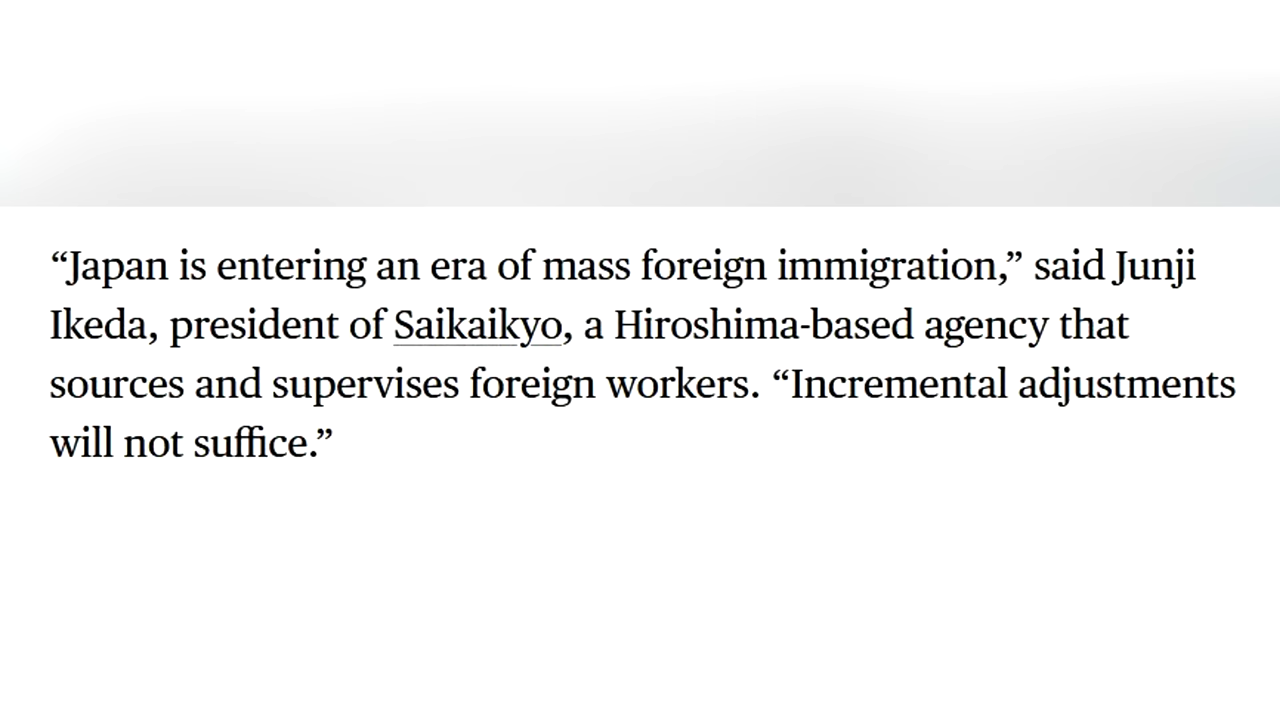 “Japan is entering an era of mass foreign immigration,” said Junji
Ikeda, president of Saikaikyo, a Hiroshima-based agency that
sources and supervises foreign workers. “Incremental adjustments
will not suffice.”